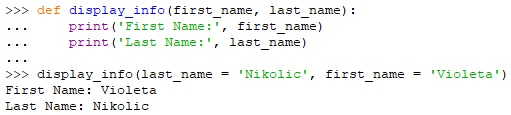 >>> def display_info(first_name, last_name):
...     print('First Name:', first_name)
...     print('Last Name:', last_name)
...
>>> display_info(last_name = 'Nikolic', first_name = 'Violeta')
First Name: Violeta
Last Name: Nikolic